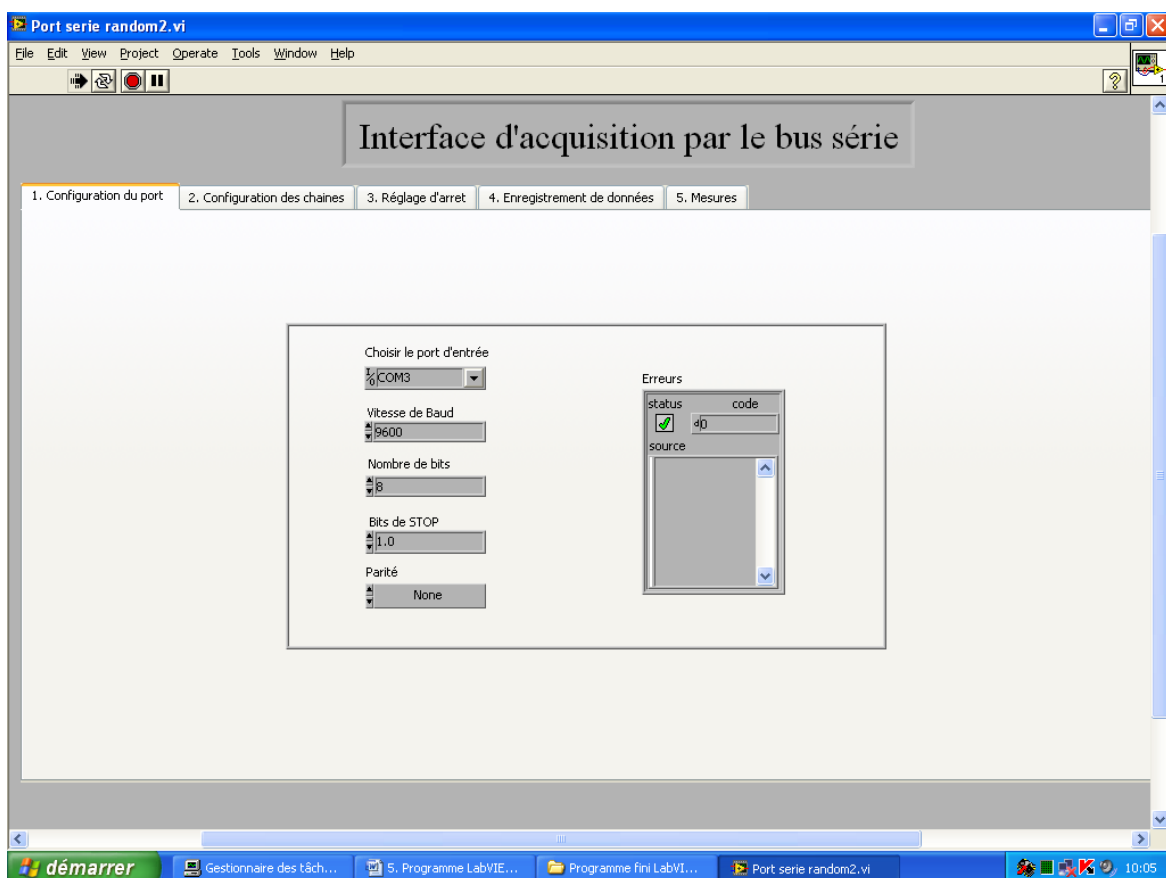 Port serie random2.vi
File Edit View Project Operate Tools Window Help
1
Interface d'acquisition par le bus série
1. Configuration du port 2. Configuration des chaines 3. Réglage d'arret 4. Enregistrement de données 5. Mesures
Choisir le port d'entrée
COM3
Vitesse de Baud
9600
Nombre de bits
8
Bits de STOP
1.0
Parité
None
Erreurs
status code
d 0
source
démarrer Gestionnaire des tâch... 5. Programme LabVIE... Programme fini LabVI... Port serie random2.vi 10:05